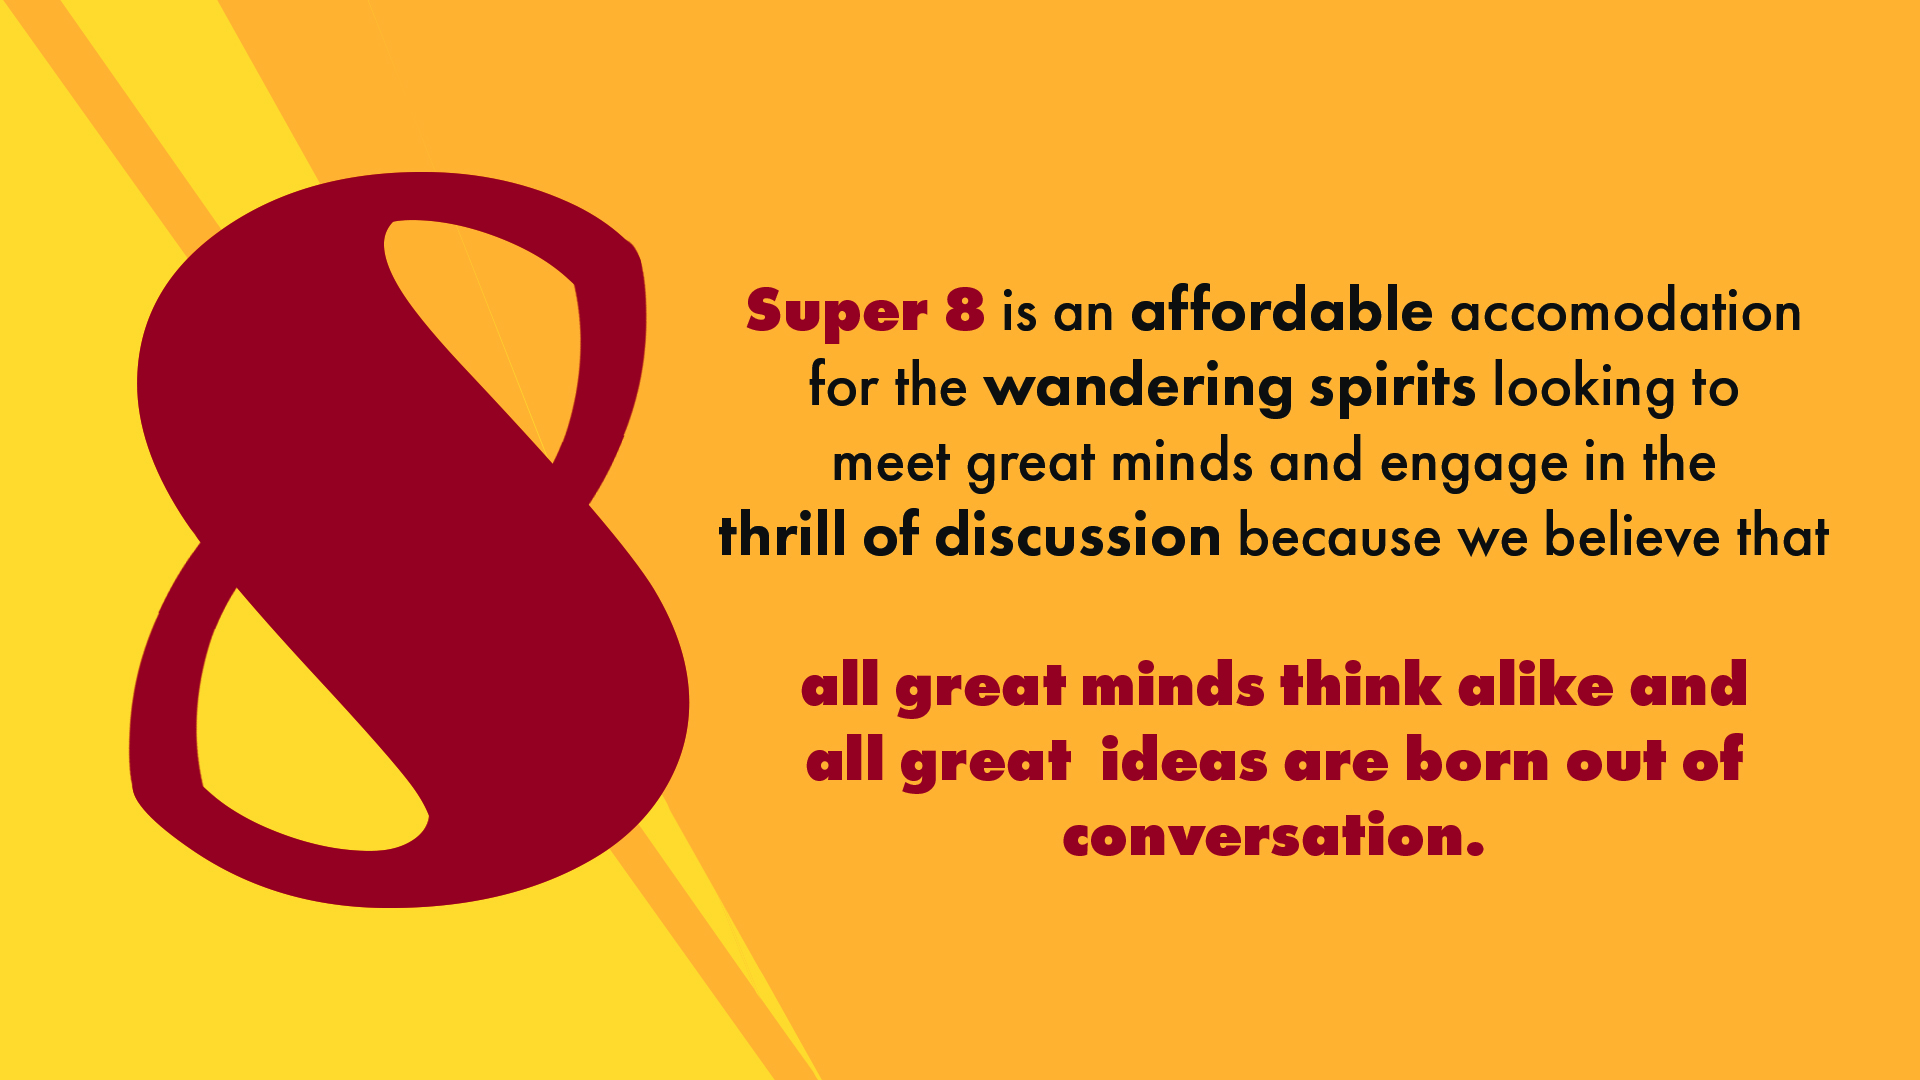 8
Super 8 is an affordable accomodation
for the wandering spirits looking to
meet great minds and engage in the
thrill of discussion because we believe that
all great minds think alike and
all great  ideas are born out of
conversation.